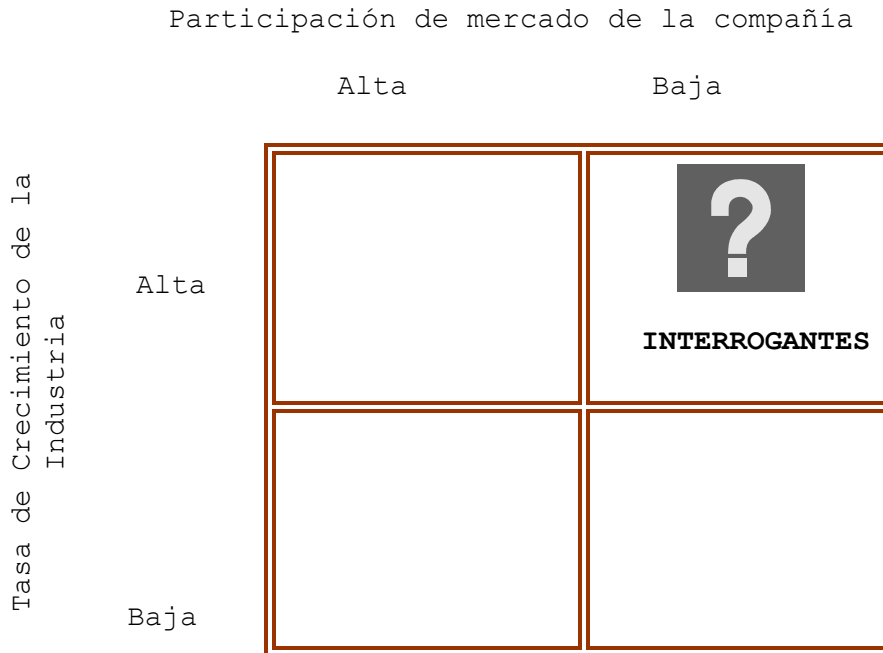 Participación de mercado de la compañía
Alta Baja
Tasa de Crecimiento de la
Industria
Alta
?
INTERROGANTES
Baja